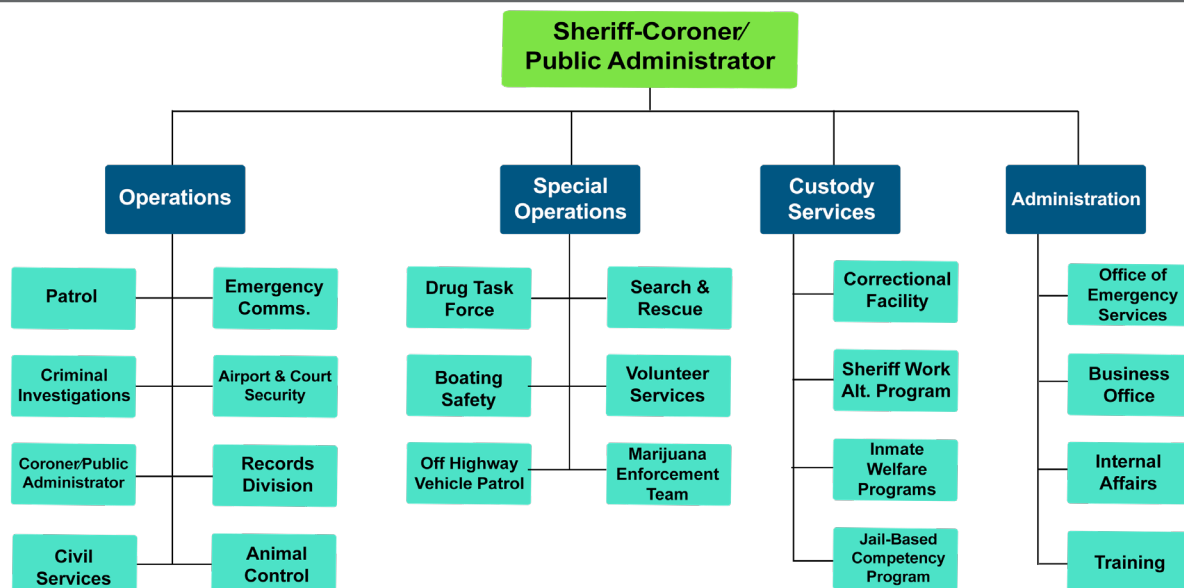 Sheriff-Coroner/
Public Administrator
Operations
Special
Operations
Custody
Services
Administration
Patrol
Emergency
Comms.
Criminal
Investigations
Airport & Court
Security
Coroner/Public
Administrator
Records
Division
Civil
Services
Animal
Control
Drug Task
Force
Search &
Rescue
Boating
Safety
Volunteer
Services
Off Highway
Vehicle Patrol
Marijuana
Enforcement
Team
Correctional
Facility
Sheriff Work
Alt. Program
Inmate
Welfare
Programs
Jail-Based
Competency
Program
Office of
Emergency
Services
Business
Office
Internal
Affairs
Training